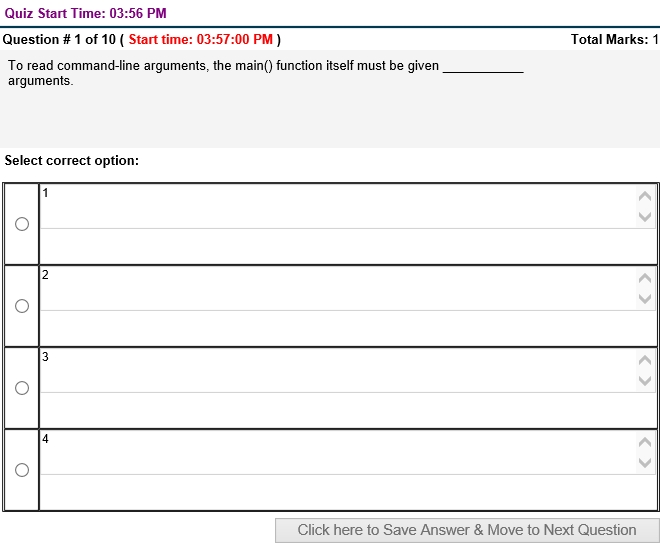 Quiz Start Time: 03:56 PM
Question # 1 of 10 ( Start time: 03:57:00 PM ) Total Marks: 1
To read command-line arguments, the main() function itself must be given ____________
arguments.
Select correct option:
1
2
3
4
Click here to Save Answer & Move to Next Question